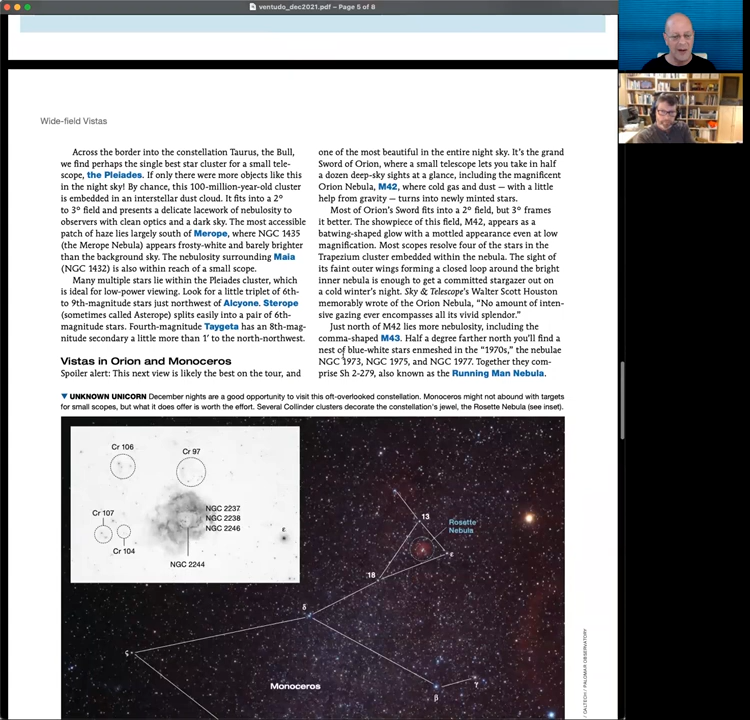 ventudo_dec2021.pdf – Page 5 of 8
Wide-field Vistas
Across the border into the constellation Taurus, the Bull,
we find perhaps the single best star cluster for a small tele-
scope, the Pleiades. If only there were more objects like this
in the night sky! By chance, this 100-million-year-old cluster
is embedded in an interstellar dust cloud. It fits into a 2°
to 3° field and presents a delicate lacework of nebulosity to
observers with clean optics and a dark sky. The most accessible
patch of haze lies largely south of Merope, where NGC 1435
(the Merope Nebula) appears frosty-white and barely brighter
than the background sky. The nebulosity surrounding Maia
(NGC 1432) is also within reach of a small scope.
Many multiple stars lie within the Pleiades cluster, which
is ideal for low-power viewing. Look for a little triplet of 6th-
to 9th-magnitude stars just northwest of Alcyone. Sterope
(sometimes called Asterope) splits easily into a pair of 6th-
magnitude stars. Fourth-magnitude Taygeta has an 8th-mag-
nitude secondary a little more than 1′ to the north-northwest.
Vistas in Orion and Monoceros
Spoiler alert: This next view is likely the best on the tour, and
one of the most beautiful in the entire night sky. It's the grand
Sword of Orion, where a small telescope lets you take in half
a dozen deep-sky sights at a glance, including the magnificent
Orion Nebula, M42, where cold gas and dust — with a little
help from gravity — turns into newly minted stars.
Most of Orion's Sword fits into a 2° field, but 3° frames
it better. The showpiece of this field, M42, appears as a
batwing-shaped glow with a mottled appearance even at low
magnification. Most scopes resolve four of the stars in the
Trapezium cluster embedded within the nebula. The sight of
its faint outer wings forming a closed loop around the bright
inner nebula is enough to get a committed stargazer out on
a cold winter's night. Sky & Telescope's Walter Scott Houston
memorably wrote of the Orion Nebula, "No amount of inten-
sive gazing ever encompasses all its vivid splendor."
Just north of M42 lies more nebulosity, including the
comma-shaped M43. Half a degree farther north you'll find a
nest of blue-white stars enmeshed in the "1970s," the nebulae
NGC 1973, NGC 1975, and NGC 1977. Together they com-
prise Sh 2-279, also known as the Running Man Nebula.
▼ UNKNOWN UNICORN December nights are a good opportunity to visit this oft-overlooked constellation. Monoceros might not abound with targets
for small scopes, but what it does offer is worth the effort. Several Collinder clusters decorate the constellation's jewel, the Rosette Nebula (see inset).
Cr 106
Cr 97
Cr 107
Cr 104
NGC 2237
NGC 2238
NGC 2246
ε
NGC 2244
13
Rosette
Nebula
ε
18
δ
ζ
Monoceros
β
γ
/ CALTECH / PALOMAR OBSERVATORY